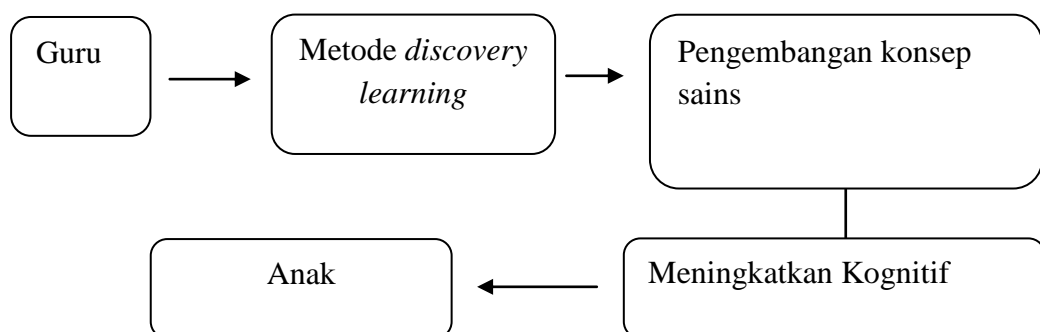 Guru
Metode discovery
learning
Pengembangan konsep
sains
Anak
Meningkatkan Kognitif